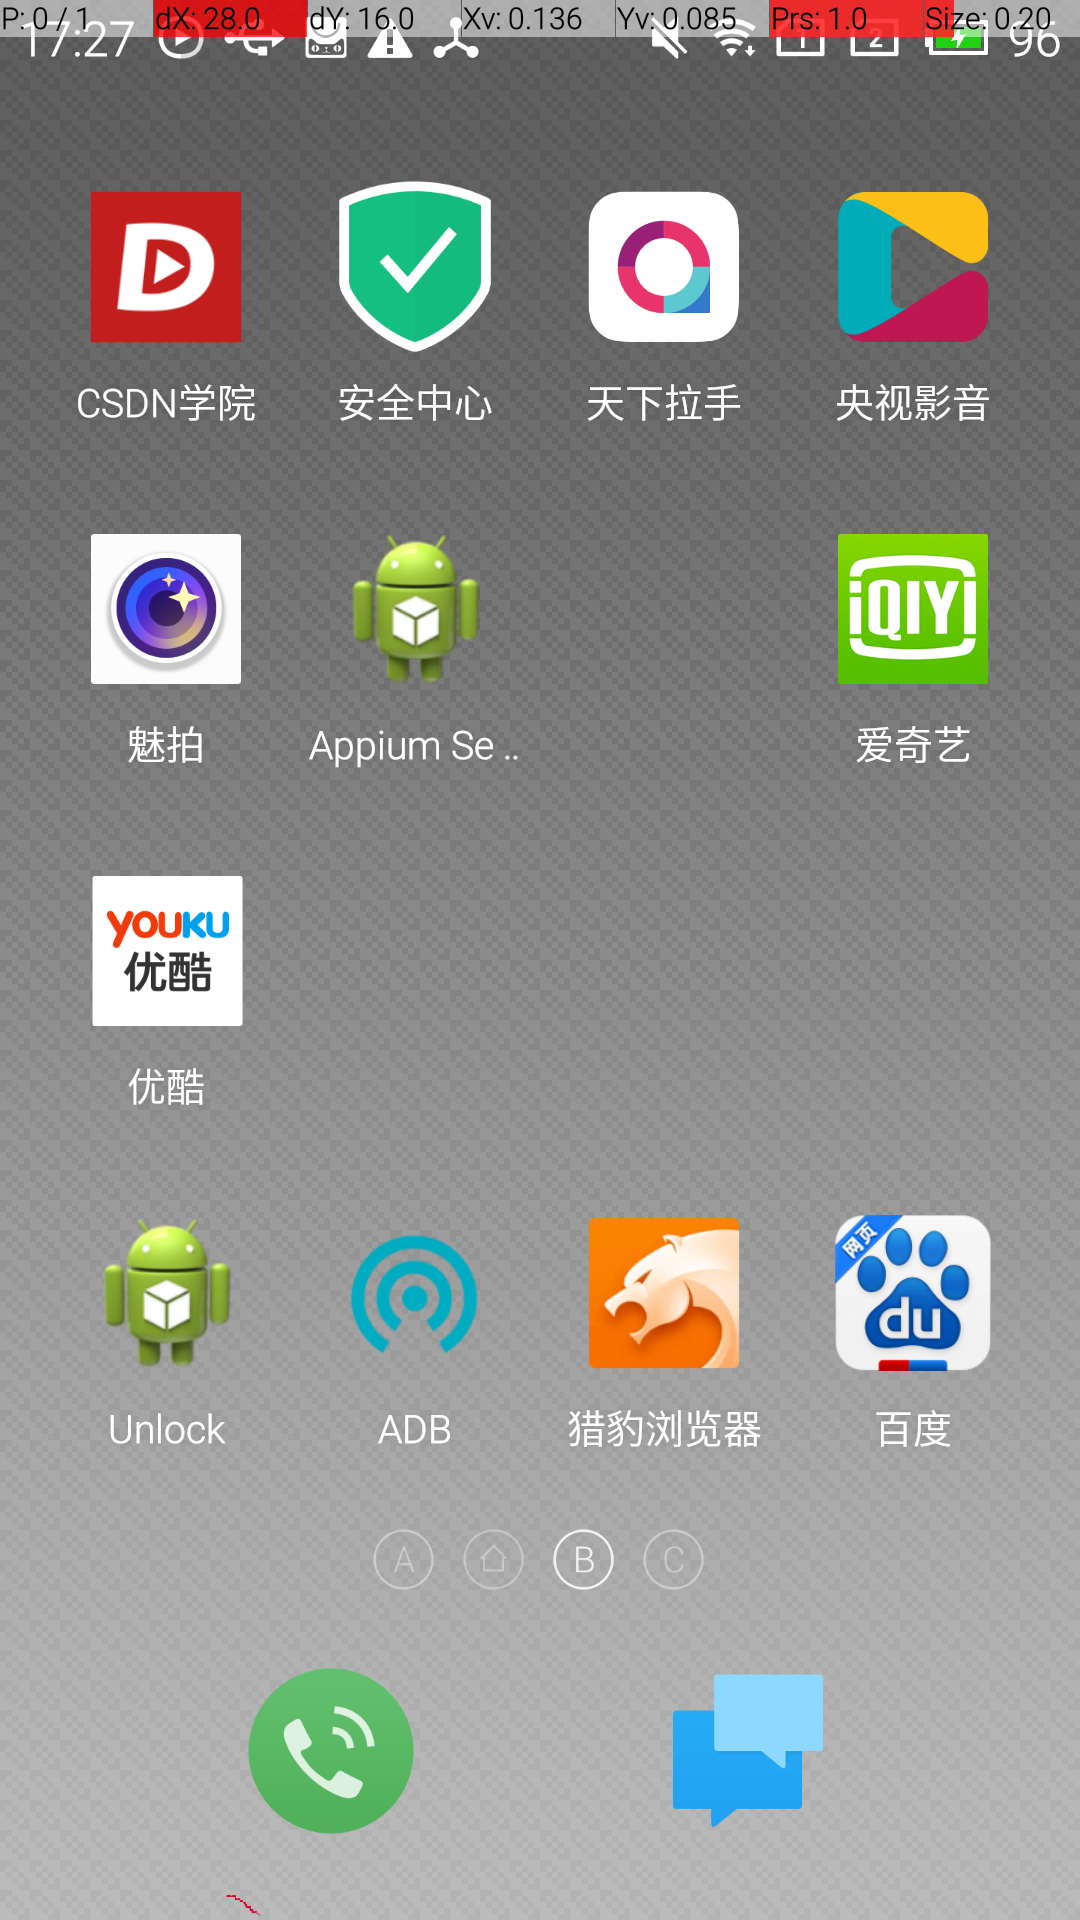 P: 0 / 1 dX: 28.0 dY: 16.0 Xv: 0.136 Yv: 0.085 Prs: 1.0 Size: 0.20
17:27 1 2 96
CSDN学院 安全中心 天下拉手 央视影音
iQIYI
魅拍 Appium Se .. 爱奇艺
YOUKU
优酷
优酷
网页
du
Unlock ADB 猎豹浏览器 百度
A B C